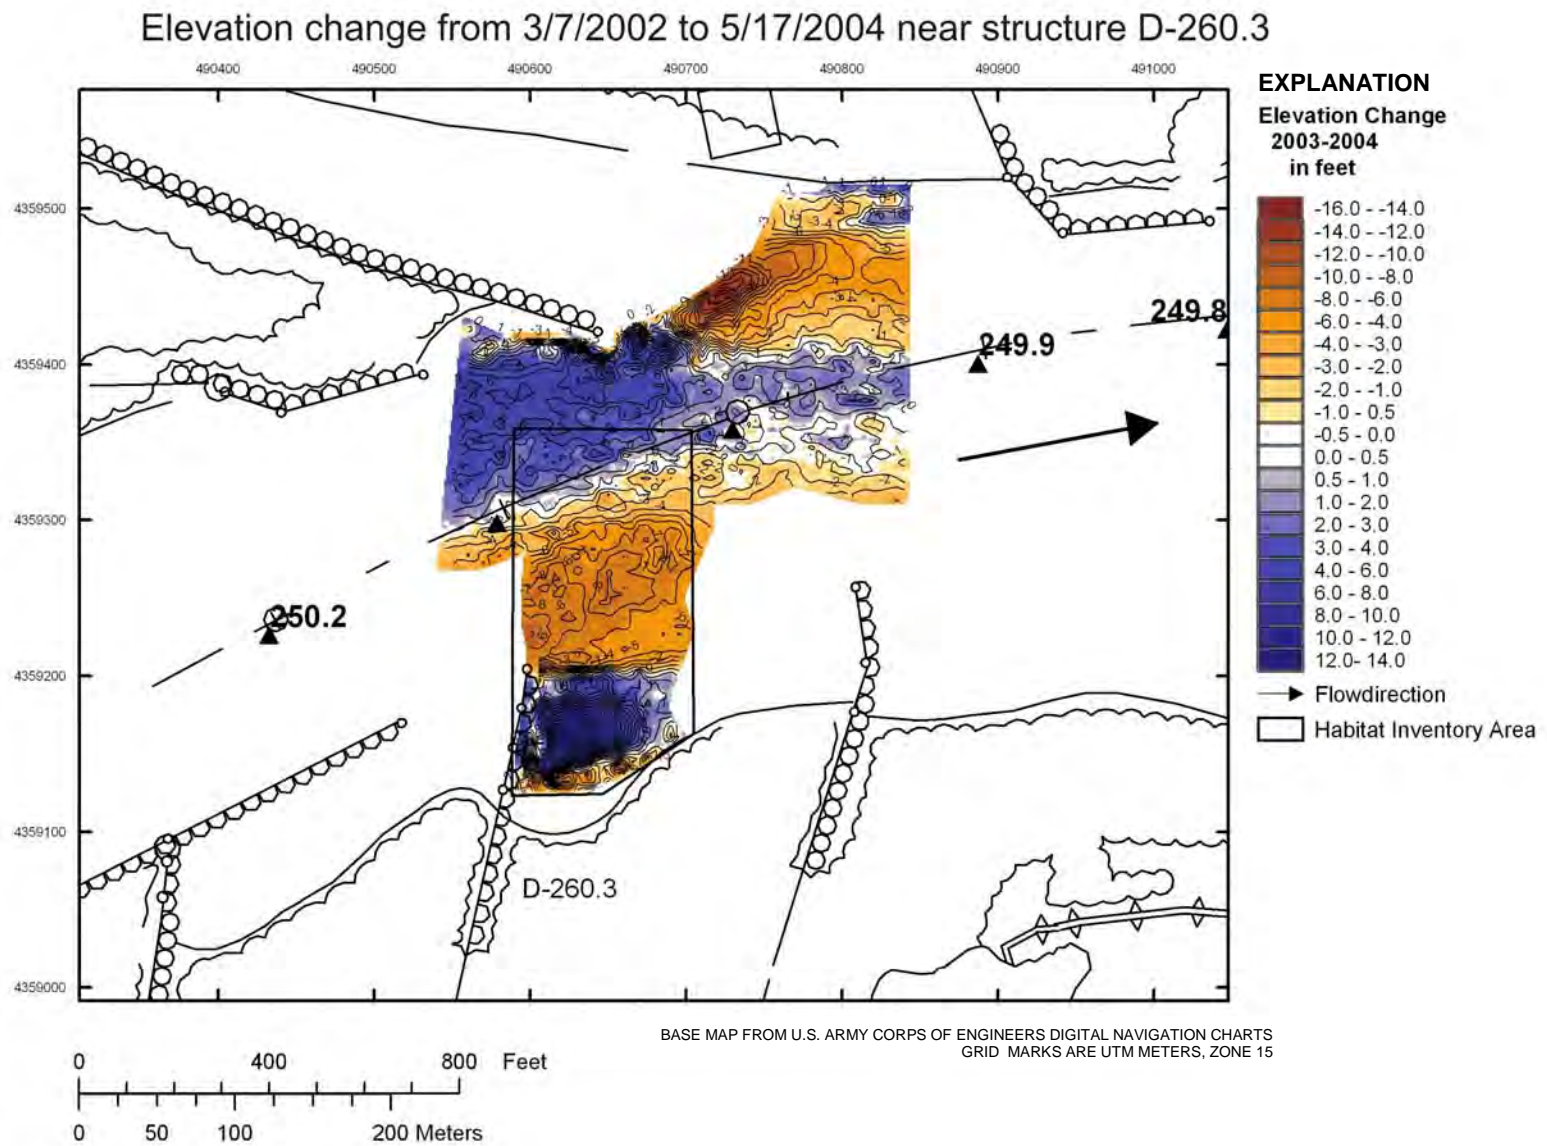 Elevation change from 3/7/2002 to 5/17/2004 near structure D-260.3
490400 490500 490600 490700 490800 490900 491000
4359500
4359400
4359300
4359200
4359100
4359000
249.8
249.9
250.2
D-260.3
EXPLANATION
Elevation Change
2003-2004
in feet
-16.0 - -14.0
-14.0 - -12.0
-12.0 - -10.0
-10.0 - -8.0
-8.0 - -6.0
-6.0 - -4.0
-4.0 - -3.0
-3.0 - -2.0
-2.0 - -1.0
-1.0 - 0.5
-0.5 - 0.0
0.0 - 0.5
0.5 - 1.0
1.0 - 2.0
2.0 - 3.0
3.0 - 4.0
4.0 - 6.0
6.0 - 8.0
8.0 - 10.0
10.0 - 12.0
12.0- 14.0
Flowdirection
Habitat Inventory Area
BASE MAP FROM U.S. ARMY CORPS OF ENGINEERS DIGITAL NAVIGATION CHARTS
GRID MARKS ARE UTM METERS, ZONE 15
0 400 800 Feet
0 50 100 200 Meters